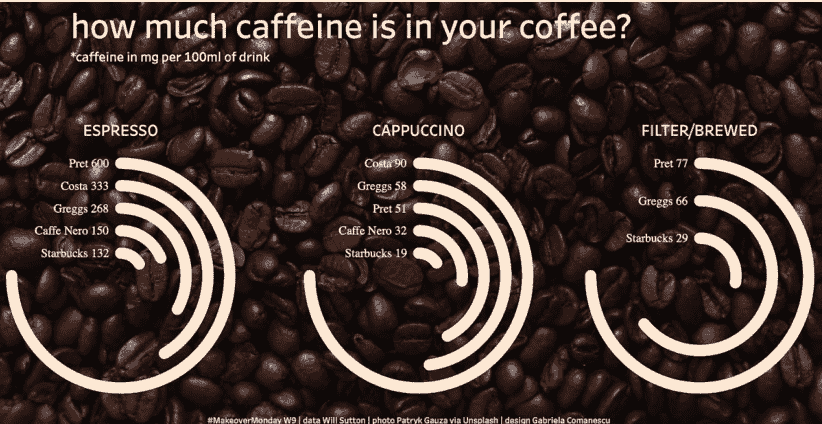 how much caffeine is in your coffee?
*caffeine in mg per 100ml of drink
ESPRESSO
Pret 600
Costa 333
Greggs 268
Caffe Nero 150
Starbucks 132
CAPPUCCINO
Costa 90
Greggs 58
Pret 51
Caffe Nero 32
Starbucks 19
FILTER/BREWED
Pret 77
Greggs 66
Starbucks 29
#MakeoverMonday W9 | data Will Sutton | photo Patryk Gauza via Unsplash | design Gabriela Comanescu